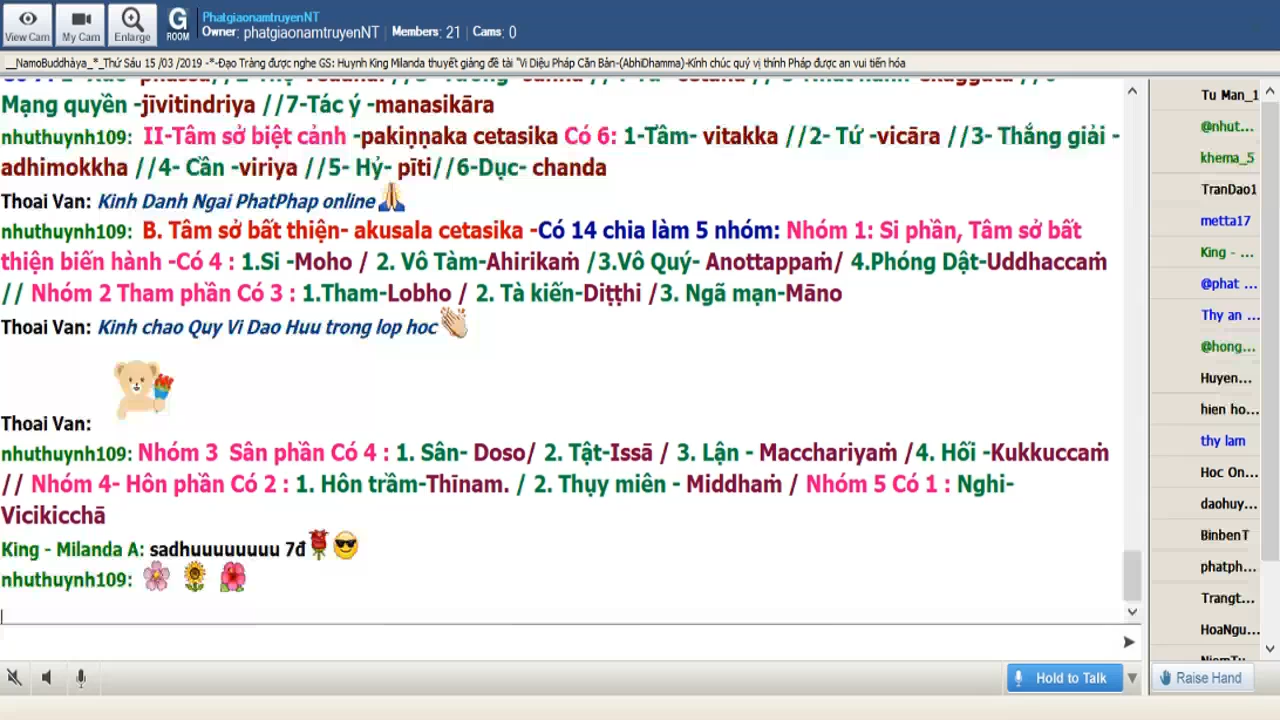 View Cam
My Cam
Enlarge
G
ROOM
PhatgiaonamtruyenNT
Owner: phatgiaonamtruyenNT | Members: 21 | Cams: 0
__NamoBuddhàya_*_Thứ Sáu 15 /03 /2019 -*-Đạo Tràng được nghe GS: Huynh King Milanda thuyết giảng đề tài "Vi Diệu Pháp Căn Bản-(AbhiDhamma)-Kính chúc quý vị thính Pháp được an vui tiến hóa
Mạng quyền -jīvitindriya //7-Tác ý -manasikāra
nhuthuynh109: II-Tâm sở biệt cảnh -pakiṇṇaka cetasika Có 6: 1-Tầm- vitakka //2- Tứ -vicāra //3- Thắng giải -
adhimokkha //4- Cần -viriya //5- Hỷ- pīti//6-Dục- chanda
Thoai Van: Kinh Danh Ngai PhatPhap online
nhuthuynh109: B. Tâm sở bất thiện- akusala cetasika -Có 14 chia làm 5 nhóm: Nhóm 1: Si phần, Tâm sở bất
thiện biến hành -Có 4 : 1.Si -Moho / 2. Vô Tàm-Ahirikaṁ /3.Vô Quý- Anottappaṁ/ 4.Phóng Dật-Uddhaccaṁ
// Nhóm 2 Tham phần Có 3 : 1.Tham-Lobho / 2. Tà kiến-Diṭṭhi /3. Ngã mạn-Māno
Thoai Van: Kinh chao Quy Vi Dao Huu trong lop hoc
Thoai Van:
nhuthuynh109: Nhóm 3 Sân phần Có 4 : 1. Sân- Doso/ 2. Tật-Issā / 3. Lận - Macchariyaṁ /4. Hối -Kukkuccaṁ
// Nhóm 4- Hôn phần Có 2 : 1. Hôn trầm-Thīnam. / 2. Thụy miên - Middhaṁ / Nhóm 5 Có 1 : Nghi-
Vicikicchā
King - Milanda A: sadhuuuuuuuuu 7đ
nhuthuynh109:
Tu Man_1
@nhut...
khema_5
TranDao1
metta17
King - ...
@phat ...
Thy an ...
@hong...
Huyen...
hien ho...
thy lam
Hoc On...
daohuy...
BinbenT
phatph...
Trangt...
HoaNgu...
Hold to Talk
Raise Hand